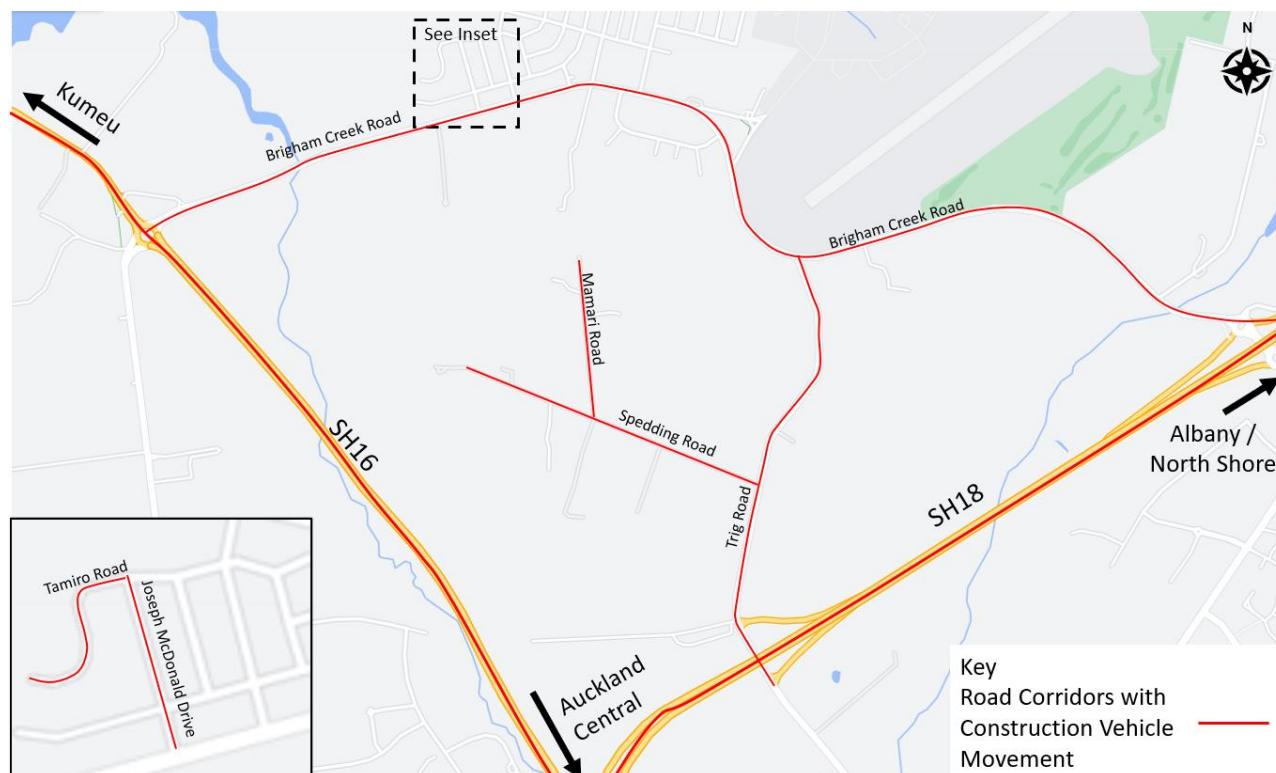 See Inset
N
Kumeu
Brigham Creek Road
Brigham Creek Road
Mamari Road
Spedding Road
SH16
Trig Road
SH18
Albany /
North Shore
Tamiro Road
Joseph McDonald Drive
Auckland
Central
Key
Road Corridors with
Construction Vehicle
Movement